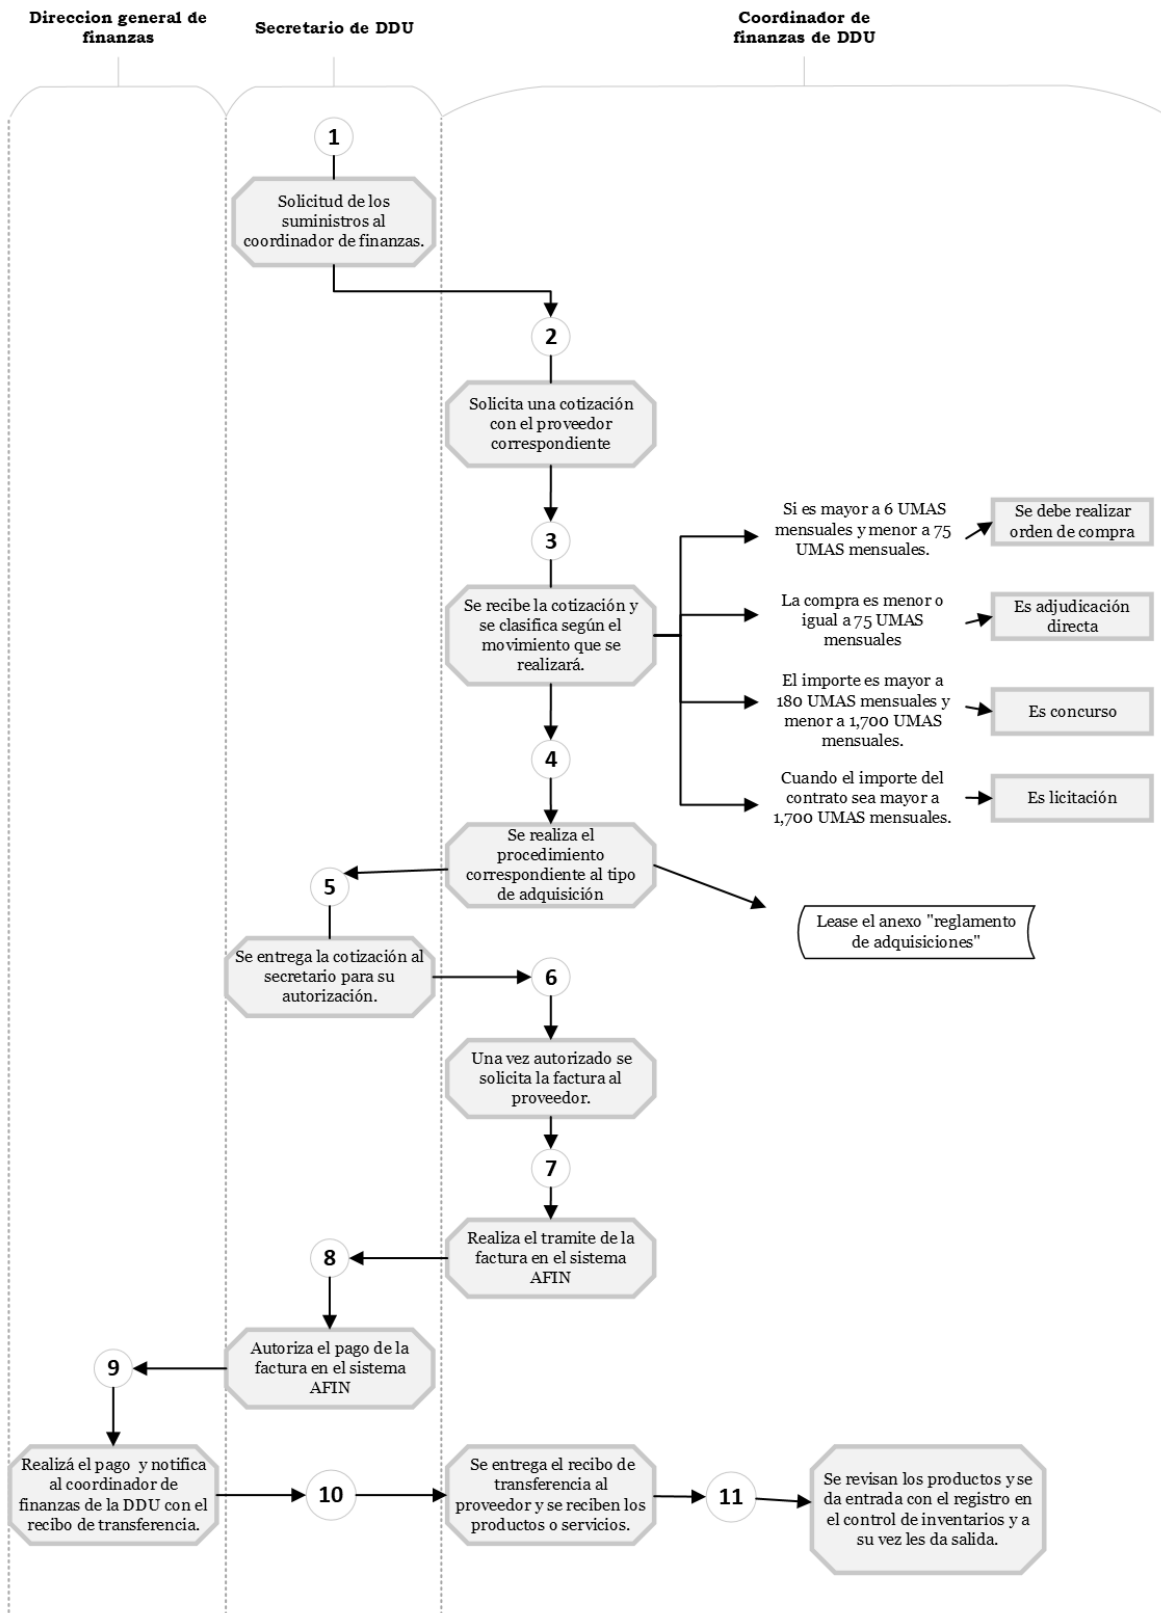 Direccion general de
finanzas
Secretario de DDU
Coordinador de
finanzas de DDU
1
Solicitud de los
suministros al
coordinador de finanzas.
2
Solicita una cotización
con el proveedor
correspondiente
3
Se recibe la cotización y
se clasifica según el
movimiento que se
realizará.
Si es mayor a 6 UMAS
mensuales y menor a 75
UMAS mensuales.
Se debe realizar
orden de compra
La compra es menor o
igual a 75 UMAS
mensuales
Es adjudicación
directa
El importe es mayor a
180 UMAS mensuales y
menor a 1,700 UMAS
mensuales.
Es concurso
Cuando el importe del
contrato sea mayor a
1,700 UMAS mensuales.
Es licitación
4
Se realiza el
procedimiento
correspondiente al tipo
de adquisición
Lease el anexo "reglamento
de adquisiciones"
5
Se entrega la cotización al
secretario para su
autorización.
6
Una vez autorizado se
solicita la factura al
proveedor.
7
Realiza el tramite de la
factura en el sistema
AFIN
8
Autoriza el pago de la
factura en el sistema
AFIN
9
Realizá el pago y notifica
al coordinador de
finanzas de la DDU con el
recibo de transferencia.
10
Se entrega el recibo de
transferencia al
proveedor y se reciben los
productos o servicios.
11
Se revisan los productos y se
da entrada con el registro en
el control de inventarios y a
su vez les da salida.